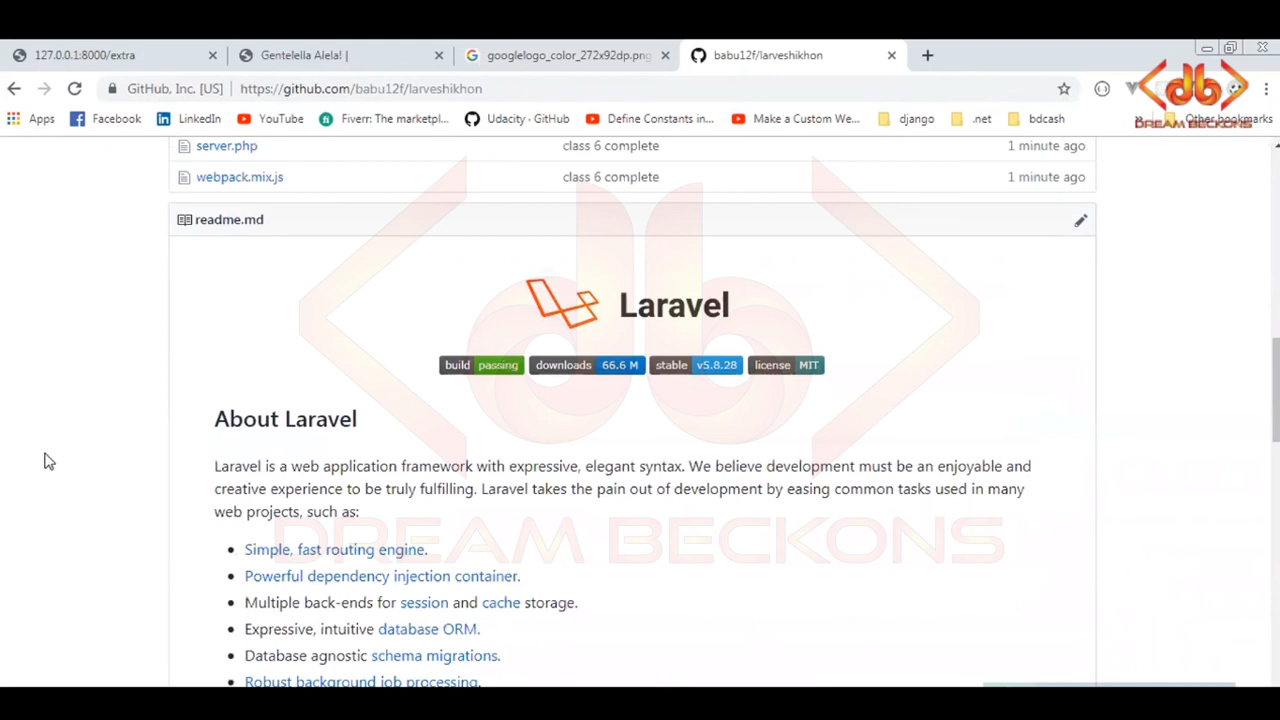 127.0.0.1:8000/extra
Gentelella Alela! |
googlelogo_color_272x92dp.png
babu12f/larveshikhon
GitHub, Inc. [US]
https://github.com/babu12f/larveshikhon
Apps
Facebook
LinkedIn
YouTube
Fiverr: The marketpl...
Udacity · GitHub
Define Constants in...
Make a Custom We...
django
.net
bdcash
Other bookmarks
db
DREAM BECKONS
server.php class 6 complete 1 minute ago
webpack.mix.js class 6 complete 1 minute ago
readme.md
Laravel
build passing downloads 66.6 M stable v5.8.28 license MIT
About Laravel
Laravel is a web application framework with expressive, elegant syntax. We believe development must be an enjoyable and
creative experience to be truly fulfilling. Laravel takes the pain out of development by easing common tasks used in many
web projects, such as:
Simple, fast routing engine.
Powerful dependency injection container.
Multiple back-ends for session and cache storage.
Expressive, intuitive database ORM.
Database agnostic schema migrations.
Robust background job processing.
db
DREAM BECKONS